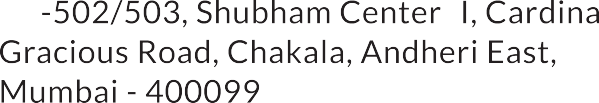 -502/503, Shubham Center I, Cardina
Gracious Road, Chakala, Andheri East,
Mumbai - 400099